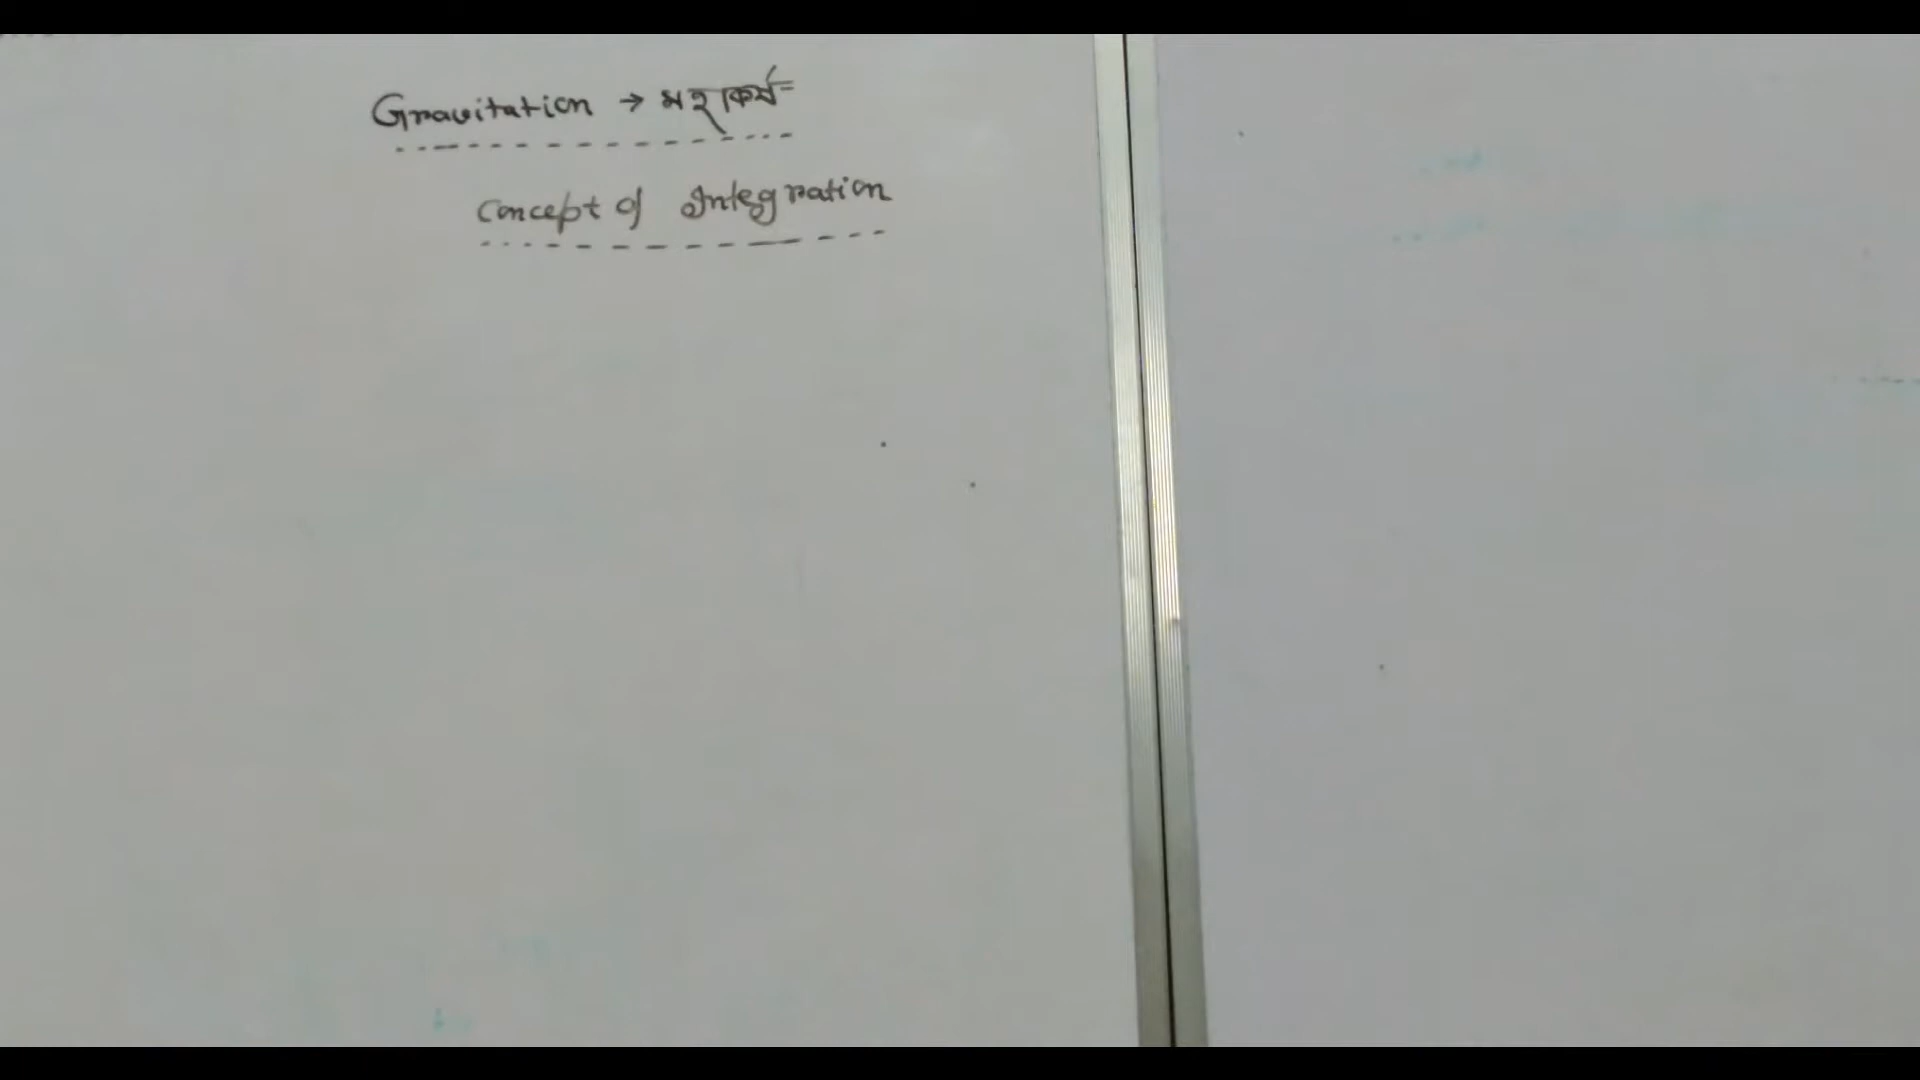 Gravitation → মহাকর্ষ
Concept of Integration